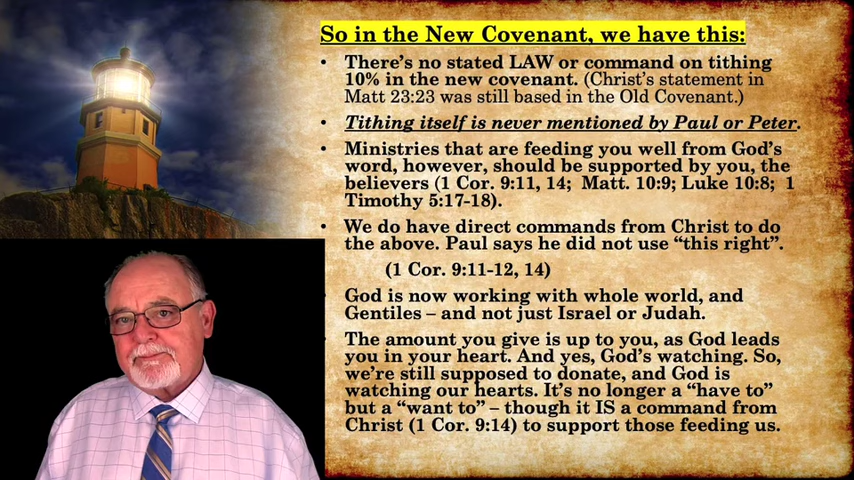 So in the New Covenant, we have this:
• There’s no stated LAW or command on tithing
10% in the new covenant. (Christ’s statement in
Matt 23:23 was still based in the Old Covenant.)
• Tithing itself is never mentioned by Paul or Peter.
• Ministries that are feeding you well from God’s
word, however, should be supported by you, the
believers (1 Cor. 9:11, 14; Matt. 10:9; Luke 10:8; 1
Timothy 5:17-18).
• We do have direct commands from Christ to do
the above. Paul says he did not use “this right”.
(1 Cor. 9:11-12, 14)
God is now working with whole world, and
Gentiles – and not just Israel or Judah.
The amount you give is up to you, as God leads
you in your heart. And yes, God’s watching. So,
we’re still supposed to donate, and God is
watching our hearts. It’s no longer a “have to”
but a “want to” – though it IS a command from
Christ (1 Cor. 9:14) to support those feeding us.